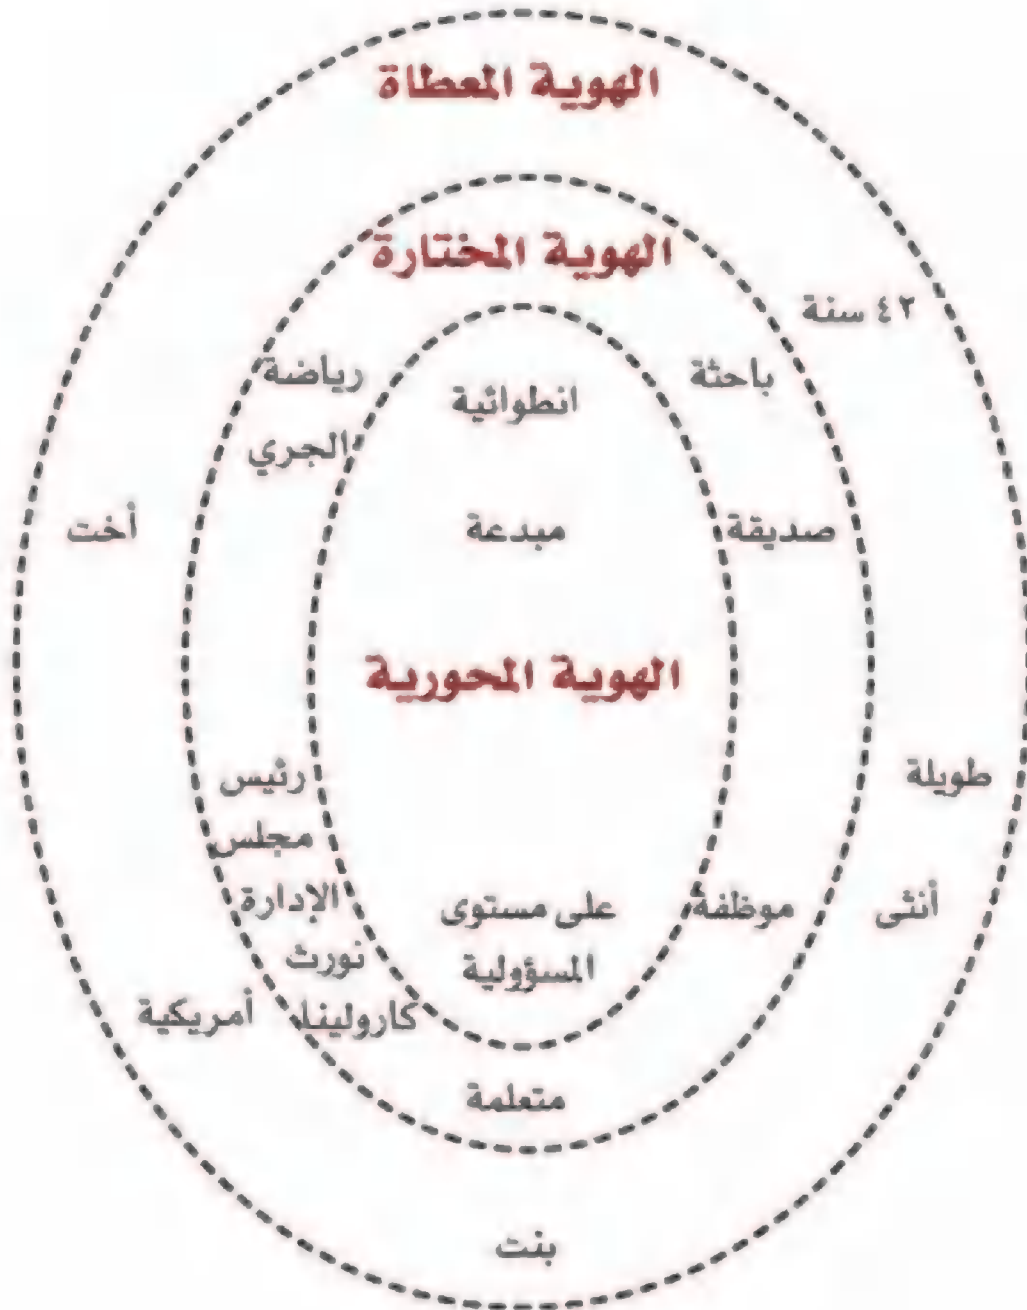 الهوية المعطاة
الهوية المختارة
٤٢ سنة
باحثة
انطوائية
رياضة
الجري
صديقة
مبدعة
أخت
الهوية المحورية
طويلة
رئيس
مجلس
الإدارة
أنثى
موظفة
على مستوى
المسؤولية
نورث
كارولينا
أمريكية
متعلمة
بنت